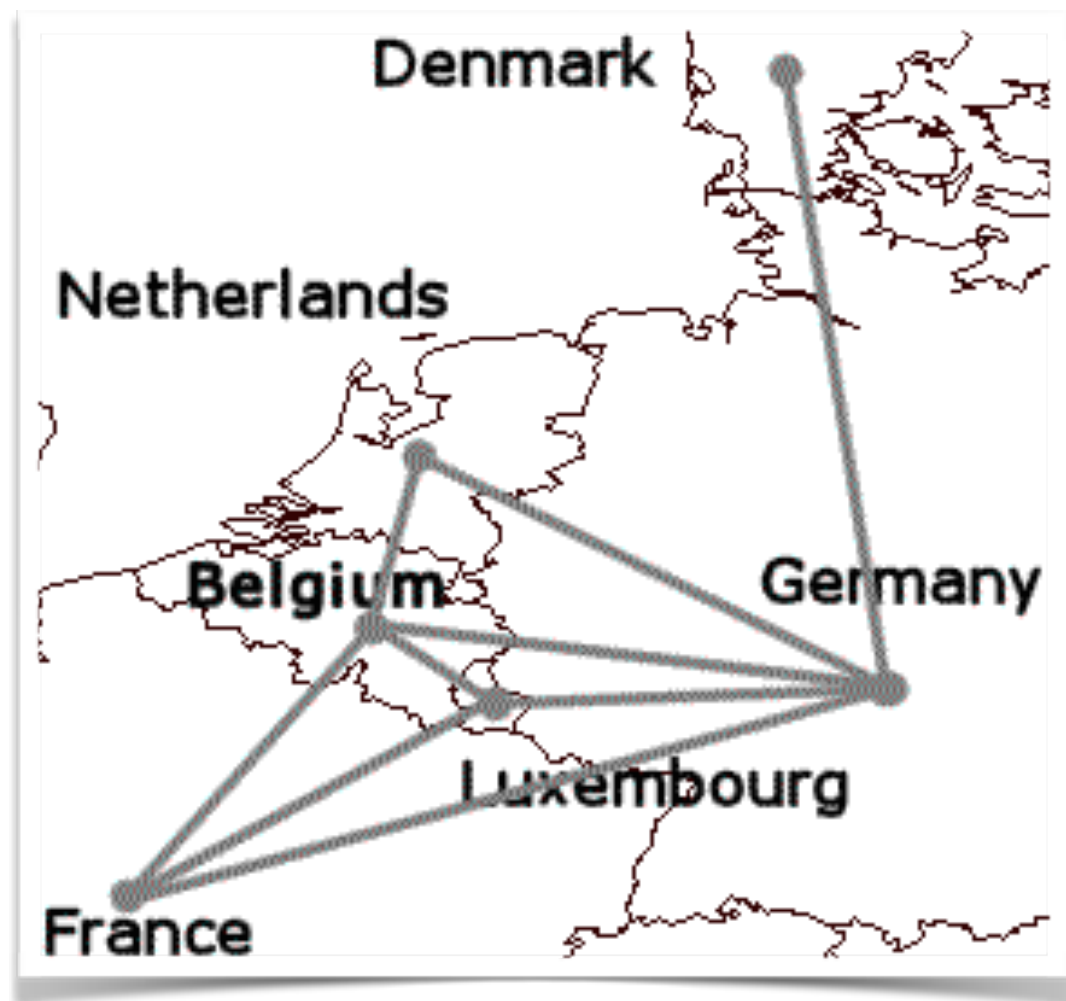 Denmark
Netherlands
Belgium
Germany
Luxembourg
France